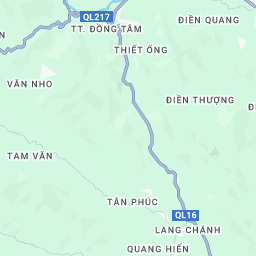 ĐIỀN QUANG
QL217
TT. ĐỒNG TÂM
THIẾT ỐNG
VĂN NHO
ĐIỀN THƯỢNG
TAM VĂN
TÂN PHÚC
QL16
LANG CHÁNH
QUANG HIẾN